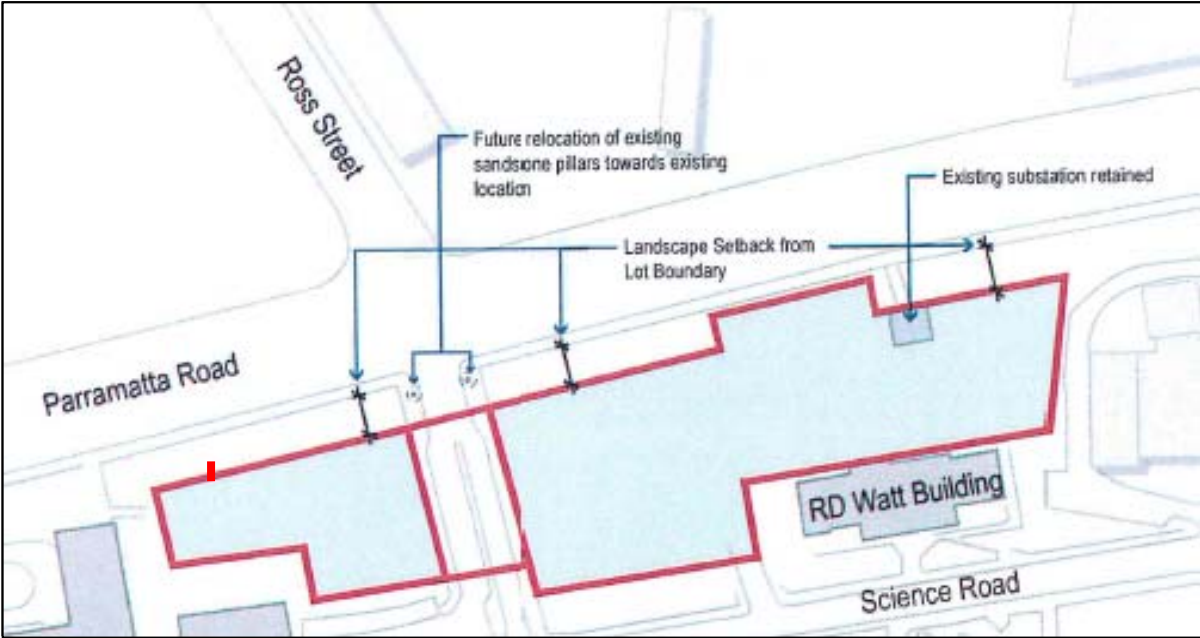 Ross Street
Future relocation of existing
sandsione pillars towards existing
location
Existing substation retained
Landscape Setback from
Lot Boundary
Parramatta Road
RD Watt Building
Science Road